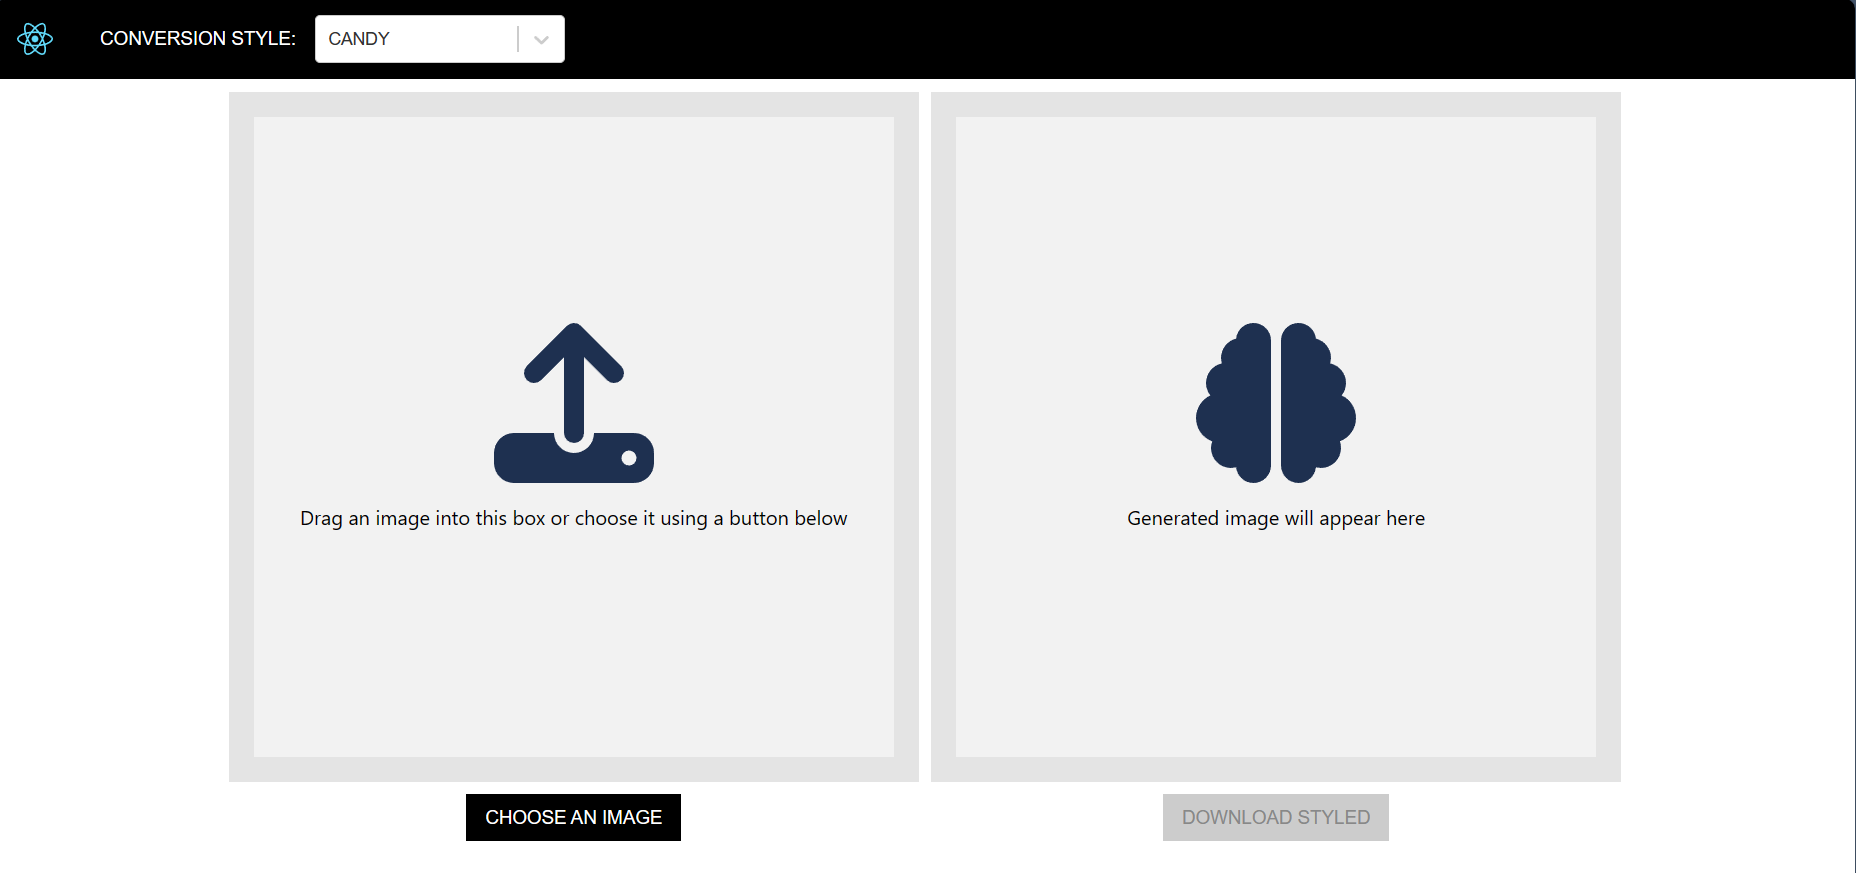 CONVERSION STYLE:
CANDY
Drag an image into this box or choose it using a button below
Generated image will appear here
CHOOSE AN IMAGE
DOWNLOAD STYLED